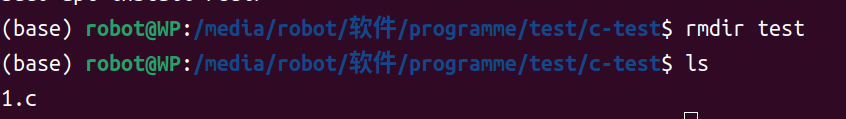 (base) robot@WP:/media/robot/软件/programme/test/c-test$ rmdir test
(base) robot@WP:/media/robot/软件/programme/test/c-test$ ls
1.c